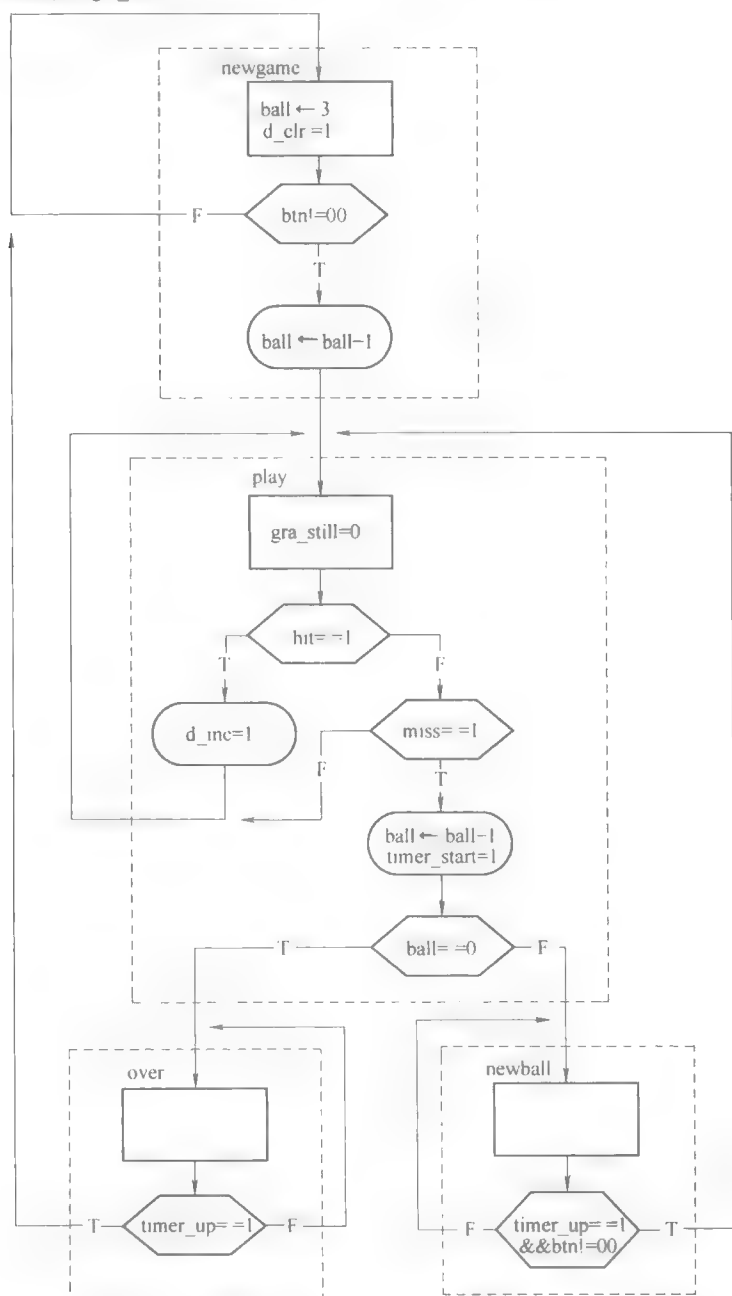 newgame
ball ← 3
d_clr =1
F
btn!=00
T
ball ← ball-1
play
gra_still=0
hit= =1
T
F
d_inc=1
miss= =1
F
T
ball ← ball-1
timer_start=1
T
ball= =0
F
over
newball
T
timer_up= =1
F
F
timer_up= =1
&&btn!=00
T